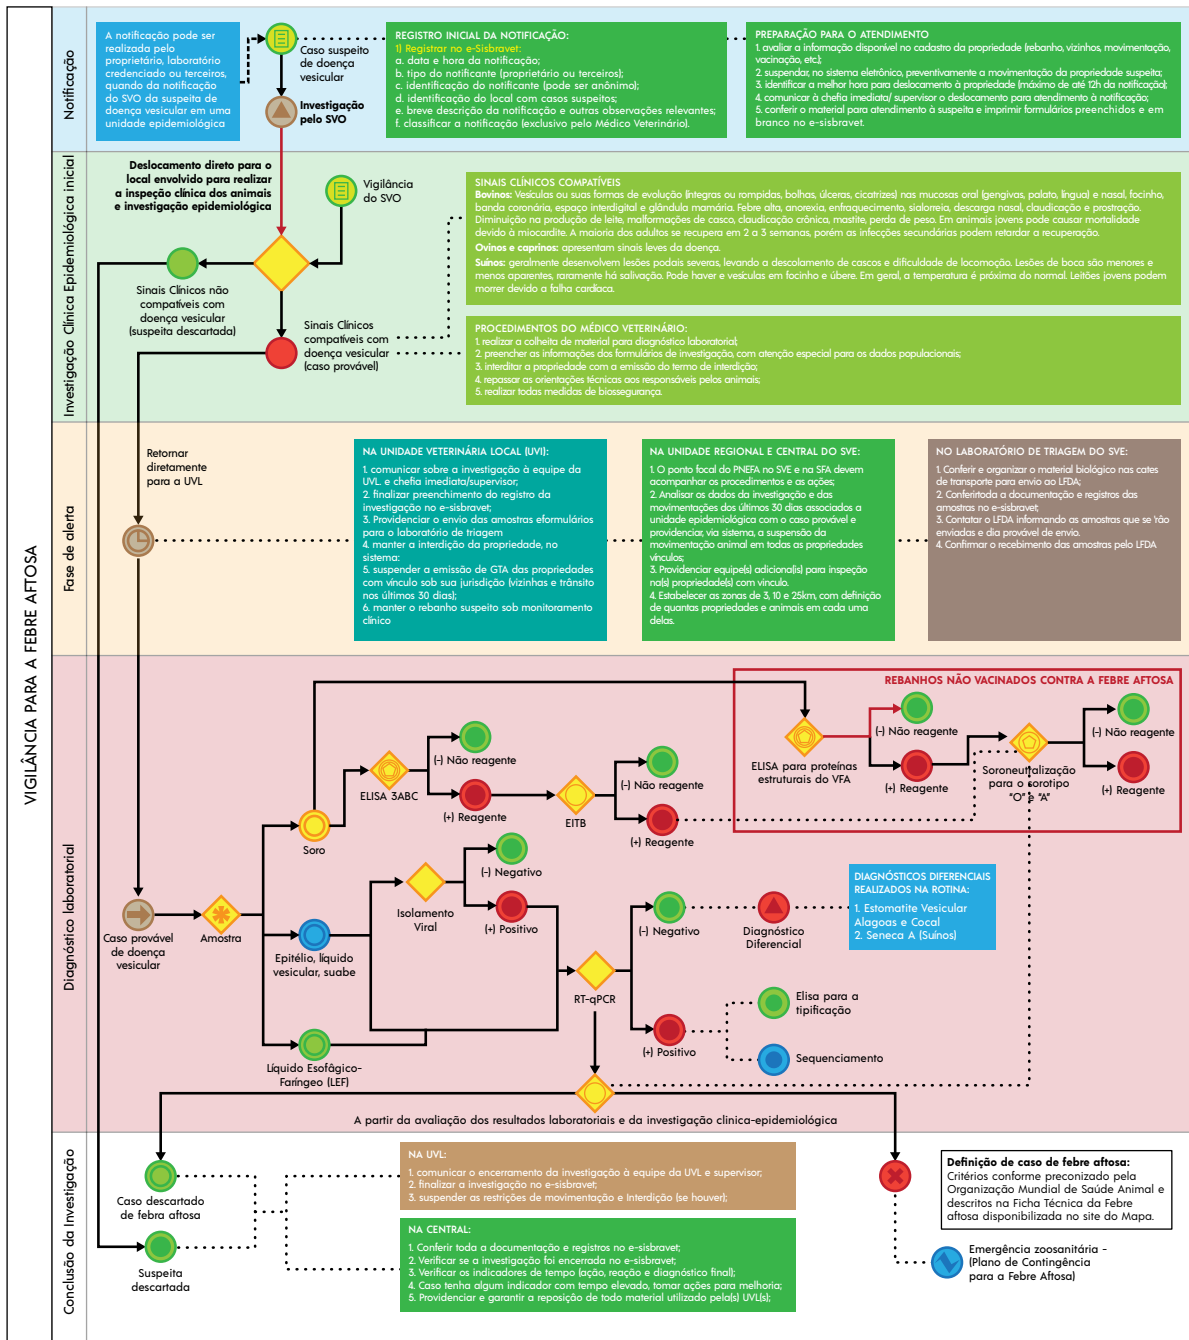 VIGILÂNCIA PARA A FEBRE AFTOSA
Notificação
A notificação pode ser
realizada pelo
proprietário, laboratório
credenciado ou terceiros,
quando da notificação
do SVO da suspeita de
doença vesicular em uma
unidade epidemiológica
Caso suspeito
de doença
vesicular
Investigação
pelo SVO
REGISTRO INICIAL DA NOTIFICAÇÃO:
1) Registrar no e-Sisbravet:
a. data e hora da notificação;
b. tipo do notificante (proprietário ou terceiros);
c. identificação do notificante (pode ser anônimo);
d. identificação do local com casos suspeitos;
e. breve descrição da notificação e outras observações relevantes;
f. classificar a notificação (exclusivo pelo Médico Veterinário).
PREPARAÇÃO PARA O ATENDIMENTO
1. avaliar a informação disponível no cadastro da propriedade (rebanho, vizinhos, movimentação,
vacinação, etc);
2. suspendar, no sistema eletrônico, preventivamente a movimentação da propriedade suspeita;
3. identificar a melhor hora para deslocamento à propriedade (máximo de até 12h da notificação);
4. comunicar à chefia imediata/ supervisor o deslocamento para atendimento à notificação;
5. conferir o material para atendimento à suspeita e imprimir formulários preenchidos e em
branco no e-sisbravet.
Investigação Clínica Epidemiológica inicial
Deslocamento direto para o
local envolvido para realizar
a inspeção clínica dos animais
e investigação epidemiológica
Vigilância
do SVO
Sinais Clínicos não
compatíveis com
doença vesicular
(suspeita descartada)
Sinais Clínicos
compatíveis com
doença vesicular
(caso provável)
SINAIS CLÍNICOS COMPATÍVEIS
Bovinos: Vesículas ou suas formas de evolução (íntegras ou rompidas, bolhas, úlceras, cicatrizes) nas mucosas oral (gengivas, palato, língua) e nasal, focinho,
banda coronária, espaço interdigital e glândula mamária. Febre alta, anorexia, enfraquecimento, sialorreia, descarga nasal, claudicação e prostração.
Diminuição na produção de leite, malformações de casco, claudicação crônica, mastite, perda de peso. Em animais jovens pode causar mortalidade
devido à miocardite. A maioria dos adultos se recupera em 2 a 3 semanas, porém as infecções secundárias podem retardar a recuperação.
Ovinos e caprinos: apresentam sinais leves da doença.
Suínos: geralmente desenvolvem lesões podais severas, levando a descolamento de cascos e dificuldade de locomoção. Lesões de boca são menores e
menos aparentes, raramente há salivação. Pode haver e vesículas em focinho e úbere. Em geral, a temperatura é próxima do normal. Leitões jovens podem
morrer devido a falha cardíaca.
PROCEDIMENTOS DO MÉDICO VETERINÁRIO:
1. realizar a colheita de material para diagnóstico laboratorial;
2. preencher as informações dos formulários de investigação, com atenção especial para os dados populacionais;
3. interditar a propriedade com a emissão do termo de interdição;
4. repassar as orientações técnicas aos responsáveis pelos animais;
5. realizar todas medidas de biossegurança.
Fase de alerta
Retornar
diretamente
para a UVL
NA UNIDADE VETERINÁRIA LOCAL (UVI):
1. comunicar sobre a investigação à equipe da
UVL. e chefia imediata/supervisor;
2. finalizar preenchimento do registro da
investigação no e-sisbravet;
3. Providenciar o envio das amostras eformulários
para o laboratório de triagem
4. manter a interdição da propriedade, no
sistema:
5. suspender a emissão de GTA das propriedades
com vínculo sob sua jurisdição (vizinhas e trânsito
nos últimos 30 dias);
6. manter o rebanho suspeito sob monitoramento
clínico
NA UNIDADE REGIONAL E CENTRAL DO SVE:
1. O ponto focal do PNEFA no SVE e na SFA devem
acompanhar os procedimentos e as ações;
2. Analisar os dados da investigação e das
movimentações dos últimos 30 dias associados a
unidade epidemiológica com o caso provável e
providenciar, via sistema, a suspensão da
movimentação animal em todas as propriedades
vínculos;
3. Providenciar equipe(s) adiciona(is) para inspeção
na(s) propriedade(s) com vínculo.
4. Estabelecer as zonas de 3, 10 e 25km, com definição
de quantas propriedades e animais em cada uma
delas.
NO LABORATÓRIO DE TRIAGEM DO SVE:
1. Conferir e organizar o material biológico nas cates
de transporte para envio ao LFDA;
2. Conferirtoda a documentação e registros das
amostras no e-sisbravet;
3. Contatar o LFDA informando as amostras que se
enviadas e dia provável de envio.
4. Confirmar o recebimento das amostras pelo LFDA
Diagnóstico laboratorial
REBANHOS NÃO VACINADOS CONTRA A FEBRE AFTOSA
(-) Não reagente
(-) Não reagente
ELISA para proteínas
estruturais do VFA
(+) Reagente
Soroneutralização
para o sorotipo
"O" e "A"
(+) Reagente
(-) Não reagente
ELISA 3ABC
(+) Reagente
(-) Não reagente
EITB
(+) Reagente
Soro
(-) Negativo
Isolamento
Viral
(+) Positivo
Caso provável
de doença
vesicular
Amostra
Epitélio, líquido
vesicular, suabe
(-) Negativo
Diagnóstico
Diferencial
DIAGNÓSTICOS DIFERENCIAIS
REALIZADOS NA ROTINA:
1. Estomatite Vesicular
Alagoas e Cocal
2. Seneca A (Suínos)
RT-qPCR
Elisa para a
tipificação
(+) Positivo
Sequenciamento
Líquido Esofâgico-
Faríngeo (LEF)
A partir da avaliação dos resultados laboratoriais e da investigação clinica-epidemiológica
Conclusão da Investigação
Caso descartado
de febra aftosa
Suspeita
descartada
NA UVL:
1. comunicar o encerramento da investigação à equipe da UVL e supervisor;
2. finalizar a investigação no e-sisbravet;
3. suspender as restrições de movimentação e Interdição (se houver);
NA CENTRAL:
1. Conferir toda a documentação e registros no e-sisbravet;
2. Verificar se a investigação foi encerrada no e-sisbravet;
3. Verificar os indicadores de tempo (ação, reação e diagnóstico final);
4. Caso tenha algum indicador com tempo elevado, tomar ações para melhoria;
5. Providenciar e garantir a reposição de todo material utilizado pela(s) UVL(s);
Definição de caso de febre aftosa:
Critérios conforme preconizado pela
Organização Mundial de Saúde Animal e
descritos na Ficha Técnica da Febre
aftosa disponibilizada no site do Mapa.
Emergência zoosanitária -
(Plano de Contingência
para a Febre Aftosa)